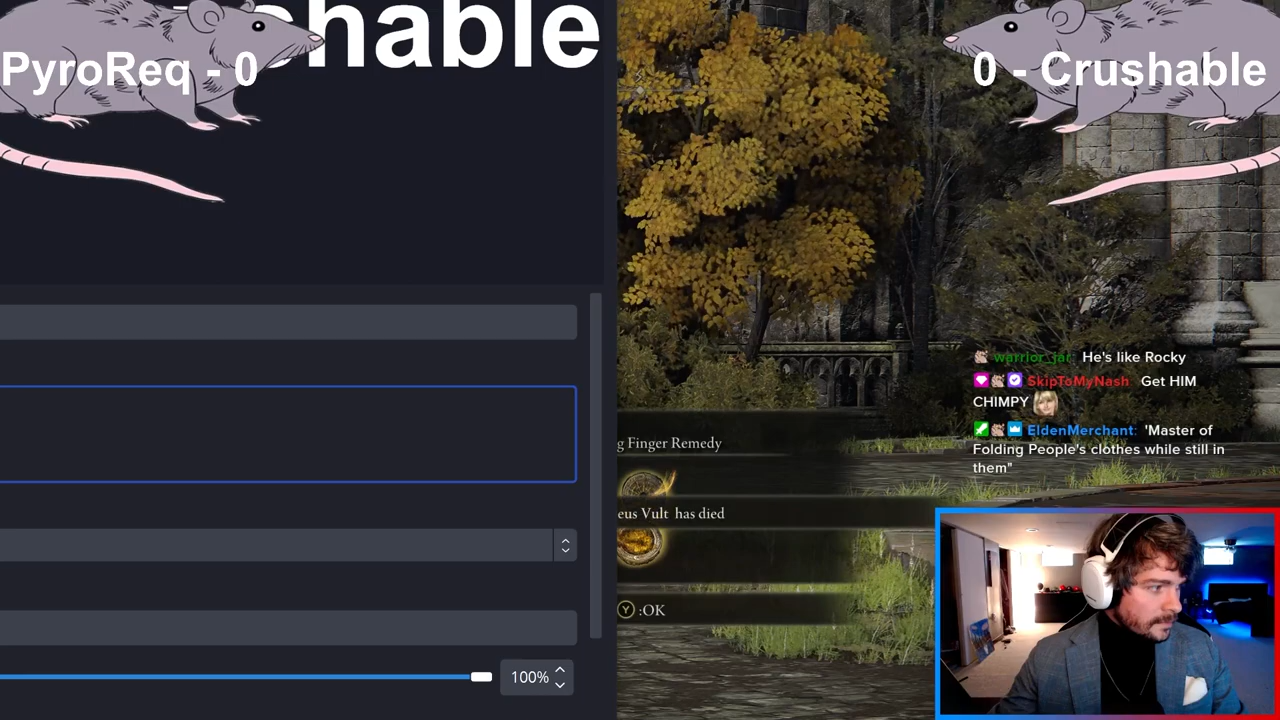 shable
PyroReq - 0
0 - Crushable
warrior_jar: He's like Rocky
SkipToMyNash Get HIM
CHIMPY
EldenMerchant: 'Master of
Folding People's clothes while still in
them"
g Finger Remedy
eus Vult has died
Y :OK
100%